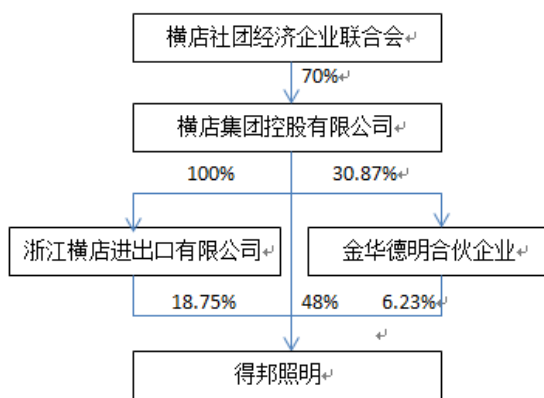 横店社团经济企业联合会
70%
横店集团控股有限公司
100% 30.87%
浙江横店进出口有限公司 金华德明合伙企业
18.75% 48% 6.23%
得邦照明